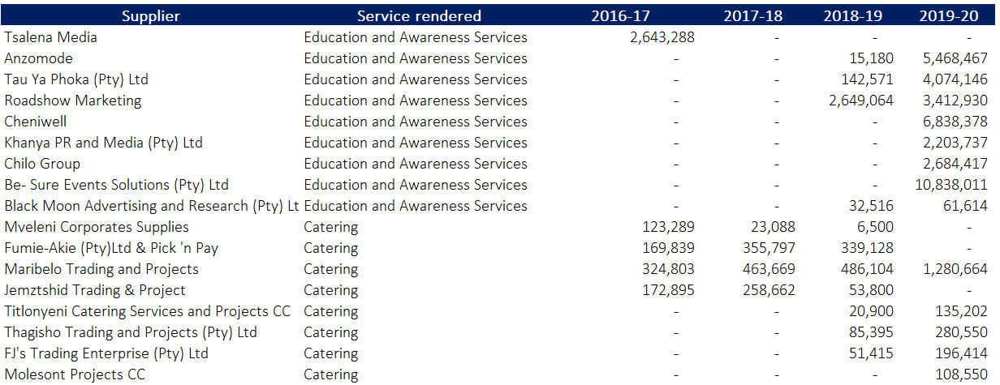 Supplier Service rendered 2016-17 2017-18 2018-19 2019-20
Tsalena Media Education and Awareness Services 2,643,288 - - -
Anzomode Education and Awareness Services - - 15,180 5,468,467
Tau Ya Phoka (Pty) Ltd Education and Awareness Services - - 142,571 4,074,146
Roadshow Marketing Education and Awareness Services - - 2,649,064 3,412,930
Cheniwell Education and Awareness Services - - - 6,838,378
Khanya PR and Media (Pty) Ltd Education and Awareness Services - - - 2,203,737
Chilo Group Education and Awareness Services - - - 2,684,417
Be- Sure Events Solutions (Pty) Ltd Education and Awareness Services - - - 10,838,011
Black Moon Advertising and Research (Pty) Lt Education and Awareness Services - - 32,516 61,614
Mveleni Corporates Supplies Catering 123,289 23,088 6,500 -
Fumie-Akie (Pty)Ltd & Pick 'n Pay Catering 169,839 355,797 339,128 -
Maribelo Trading and Projects Catering 324,803 463,669 486,104 1,280,664
Jemztshid Trading & Project Catering 172,895 258,662 53,800 -
Titlonyeni Catering Services and Projects CC Catering - - 20,900 135,202
Thagisho Trading and Projects (Pty) Ltd Catering - - 85,395 280,550
FJ's Trading Enterprise (Pty) Ltd Catering - - 51,415 196,414
Molesont Projects CC Catering - - - 108,550